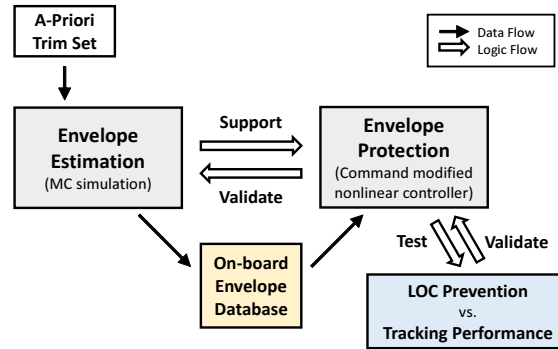 A-Priori
Trim Set
Data Flow
Logic Flow
Envelope
Estimation
(MC simulation)
Support
Validate
Envelope
Protection
(Command modified
nonlinear controller)
On-board
Envelope
Database
Test
Validate
LOC Prevention
vs.
Tracking Performance